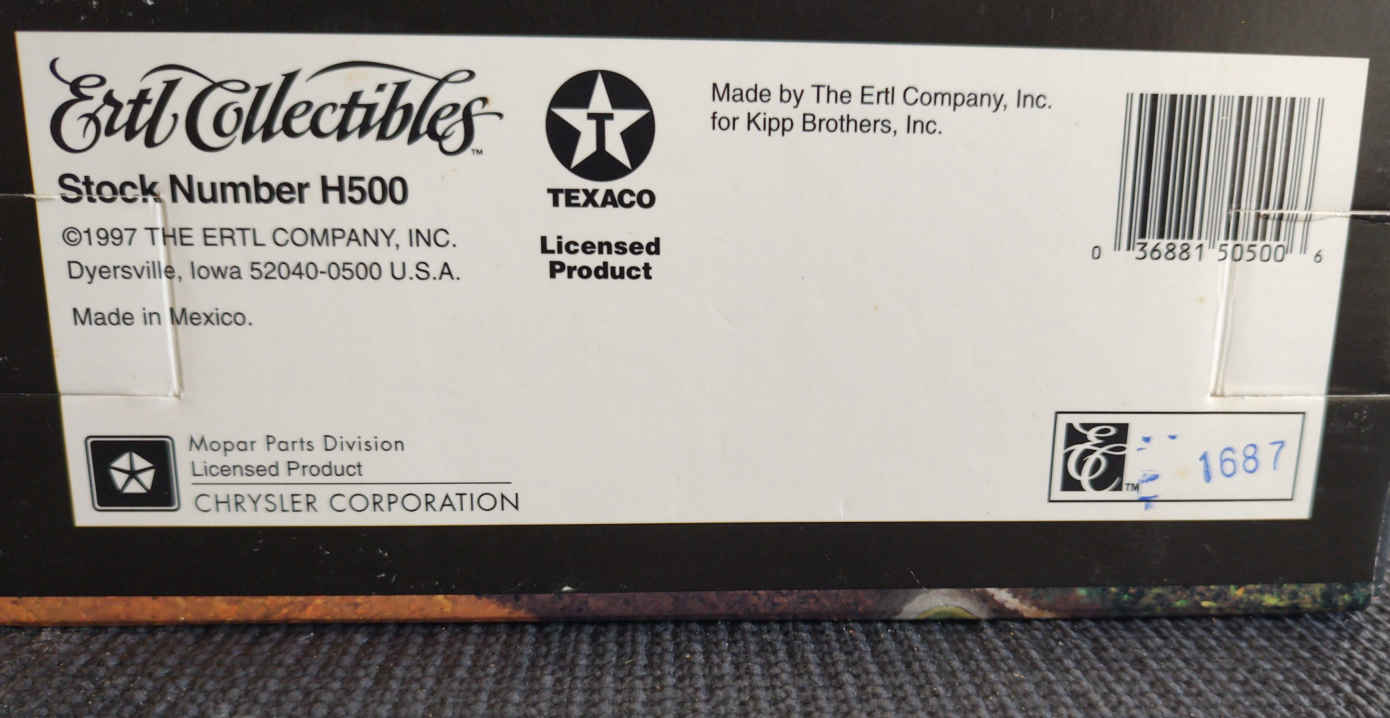 Ertl Collectibles™
Stock Number H500
©1997 THE ERTL COMPANY, INC.
Dyersville, Iowa 52040-0500 U.S.A.
Made in Mexico.
T
TEXACO
Licensed
Product
Made by The Ertl Company, Inc.
for Kipp Brothers, Inc.
0 36881 50500 6
Mopar Parts Division
Licensed Product
CHRYSLER CORPORATION
EC™ 1687